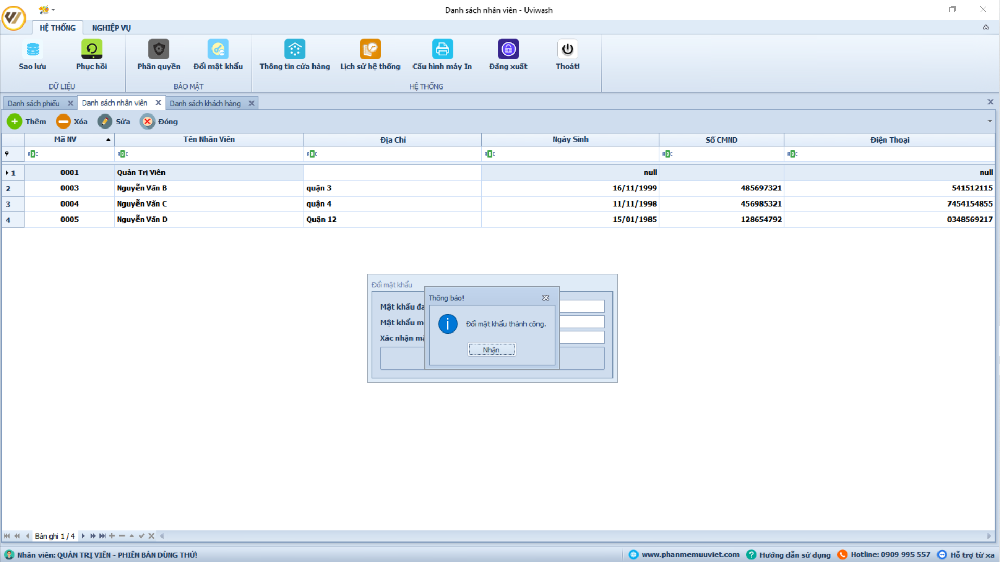 Danh sách nhân viên - Uviwash
HỆ THỐNG NGHIỆP VỤ
Sao lưu Phục hồi Phân quyền Đổi mật khẩu Thông tin cửa hàng Lịch sử hệ thống Cấu hình máy In Đăng xuất Thoát!
DỮ LIỆU BẢO MẬT HỆ THỐNG
Danh sách phiếu Danh sách nhân viên Danh sách khách hàng
Thêm Xóa Sửa Đóng
Mã NV Tên Nhân Viên Địa Chỉ Ngày Sinh Số CMND Điện Thoại
ABC ABC ABC ABC ABC ABC
1 0001 Quản Trị Viên null null
2 0003 Nguyễn Văn B quận 3 16/11/1999 485697321 541512115
3 0004 Nguyễn Văn C quận 4 11/11/1998 456985321 7454154855
4 0005 Nguyễn Văn D Quận 12 15/01/1985 128654792 0348569217
Đổi mật khẩu
Thông báo!
Mật khẩu
Đổi mật khẩu thành công.
Mật khẩu
Xác nhận
Nhận
Bản ghi 1 / 4
Nhân viên: QUẢN TRỊ VIÊN - PHIÊN BẢN DÙNG THỬ! www.phanmemuuviet.com Hướng dẫn sử dụng Hotline: 0909 995 557 Hỗ trợ từ xa